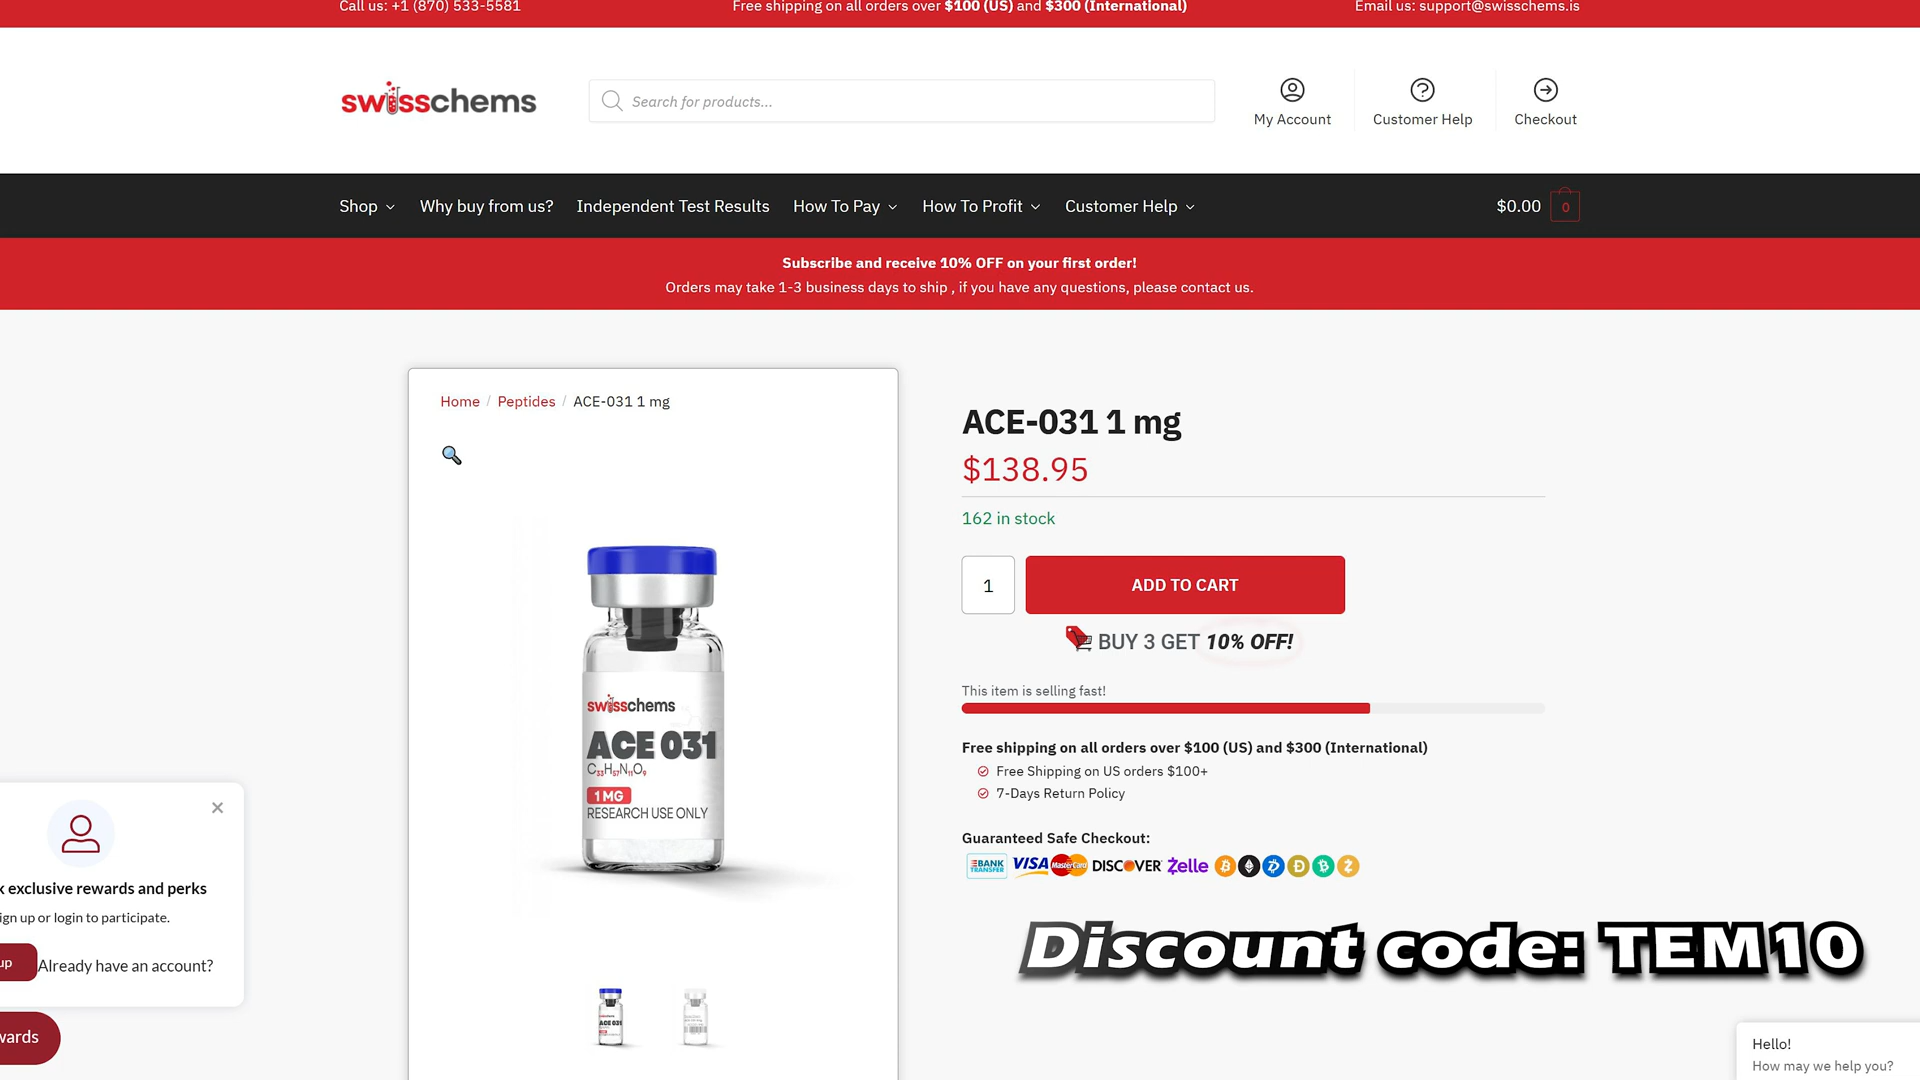 Call us: +1 (870) 533-5581
Free shipping on all orders over $100 (US) and $300 (International)
Email us: support@swisschems.is
swisschems
Search for products...
My Account
Customer Help
Checkout
Shop
Why buy from us?
Independent Test Results
How To Pay
How To Profit
Customer Help
$0.00
0
Subscribe and receive 10% OFF on your first order!
Orders may take 1-3 business days to ship , if you have any questions, please contact us.
Home / Peptides / ACE-031 1 mg
ACE-031 1 mg
$138.95
162 in stock
1
ADD TO CART
BUY 3 GET 10% OFF!
This item is selling fast!
Free shipping on all orders over $100 (US) and $300 (International)
Free Shipping on US orders $100+
7-Days Return Policy
Guaranteed Safe Checkout:
BANK TRANSFER
VISA
MasterCard
DISCOVER
Zelle
swisschems
ACE 031
C33H57N11O9
1 MG
RESEARCH USE ONLY
exclusive rewards and perks
ign up or login to participate.
up
Already have an account?
wards
ACE 031
Discount code: TEM10
Hello!
How may we help you?